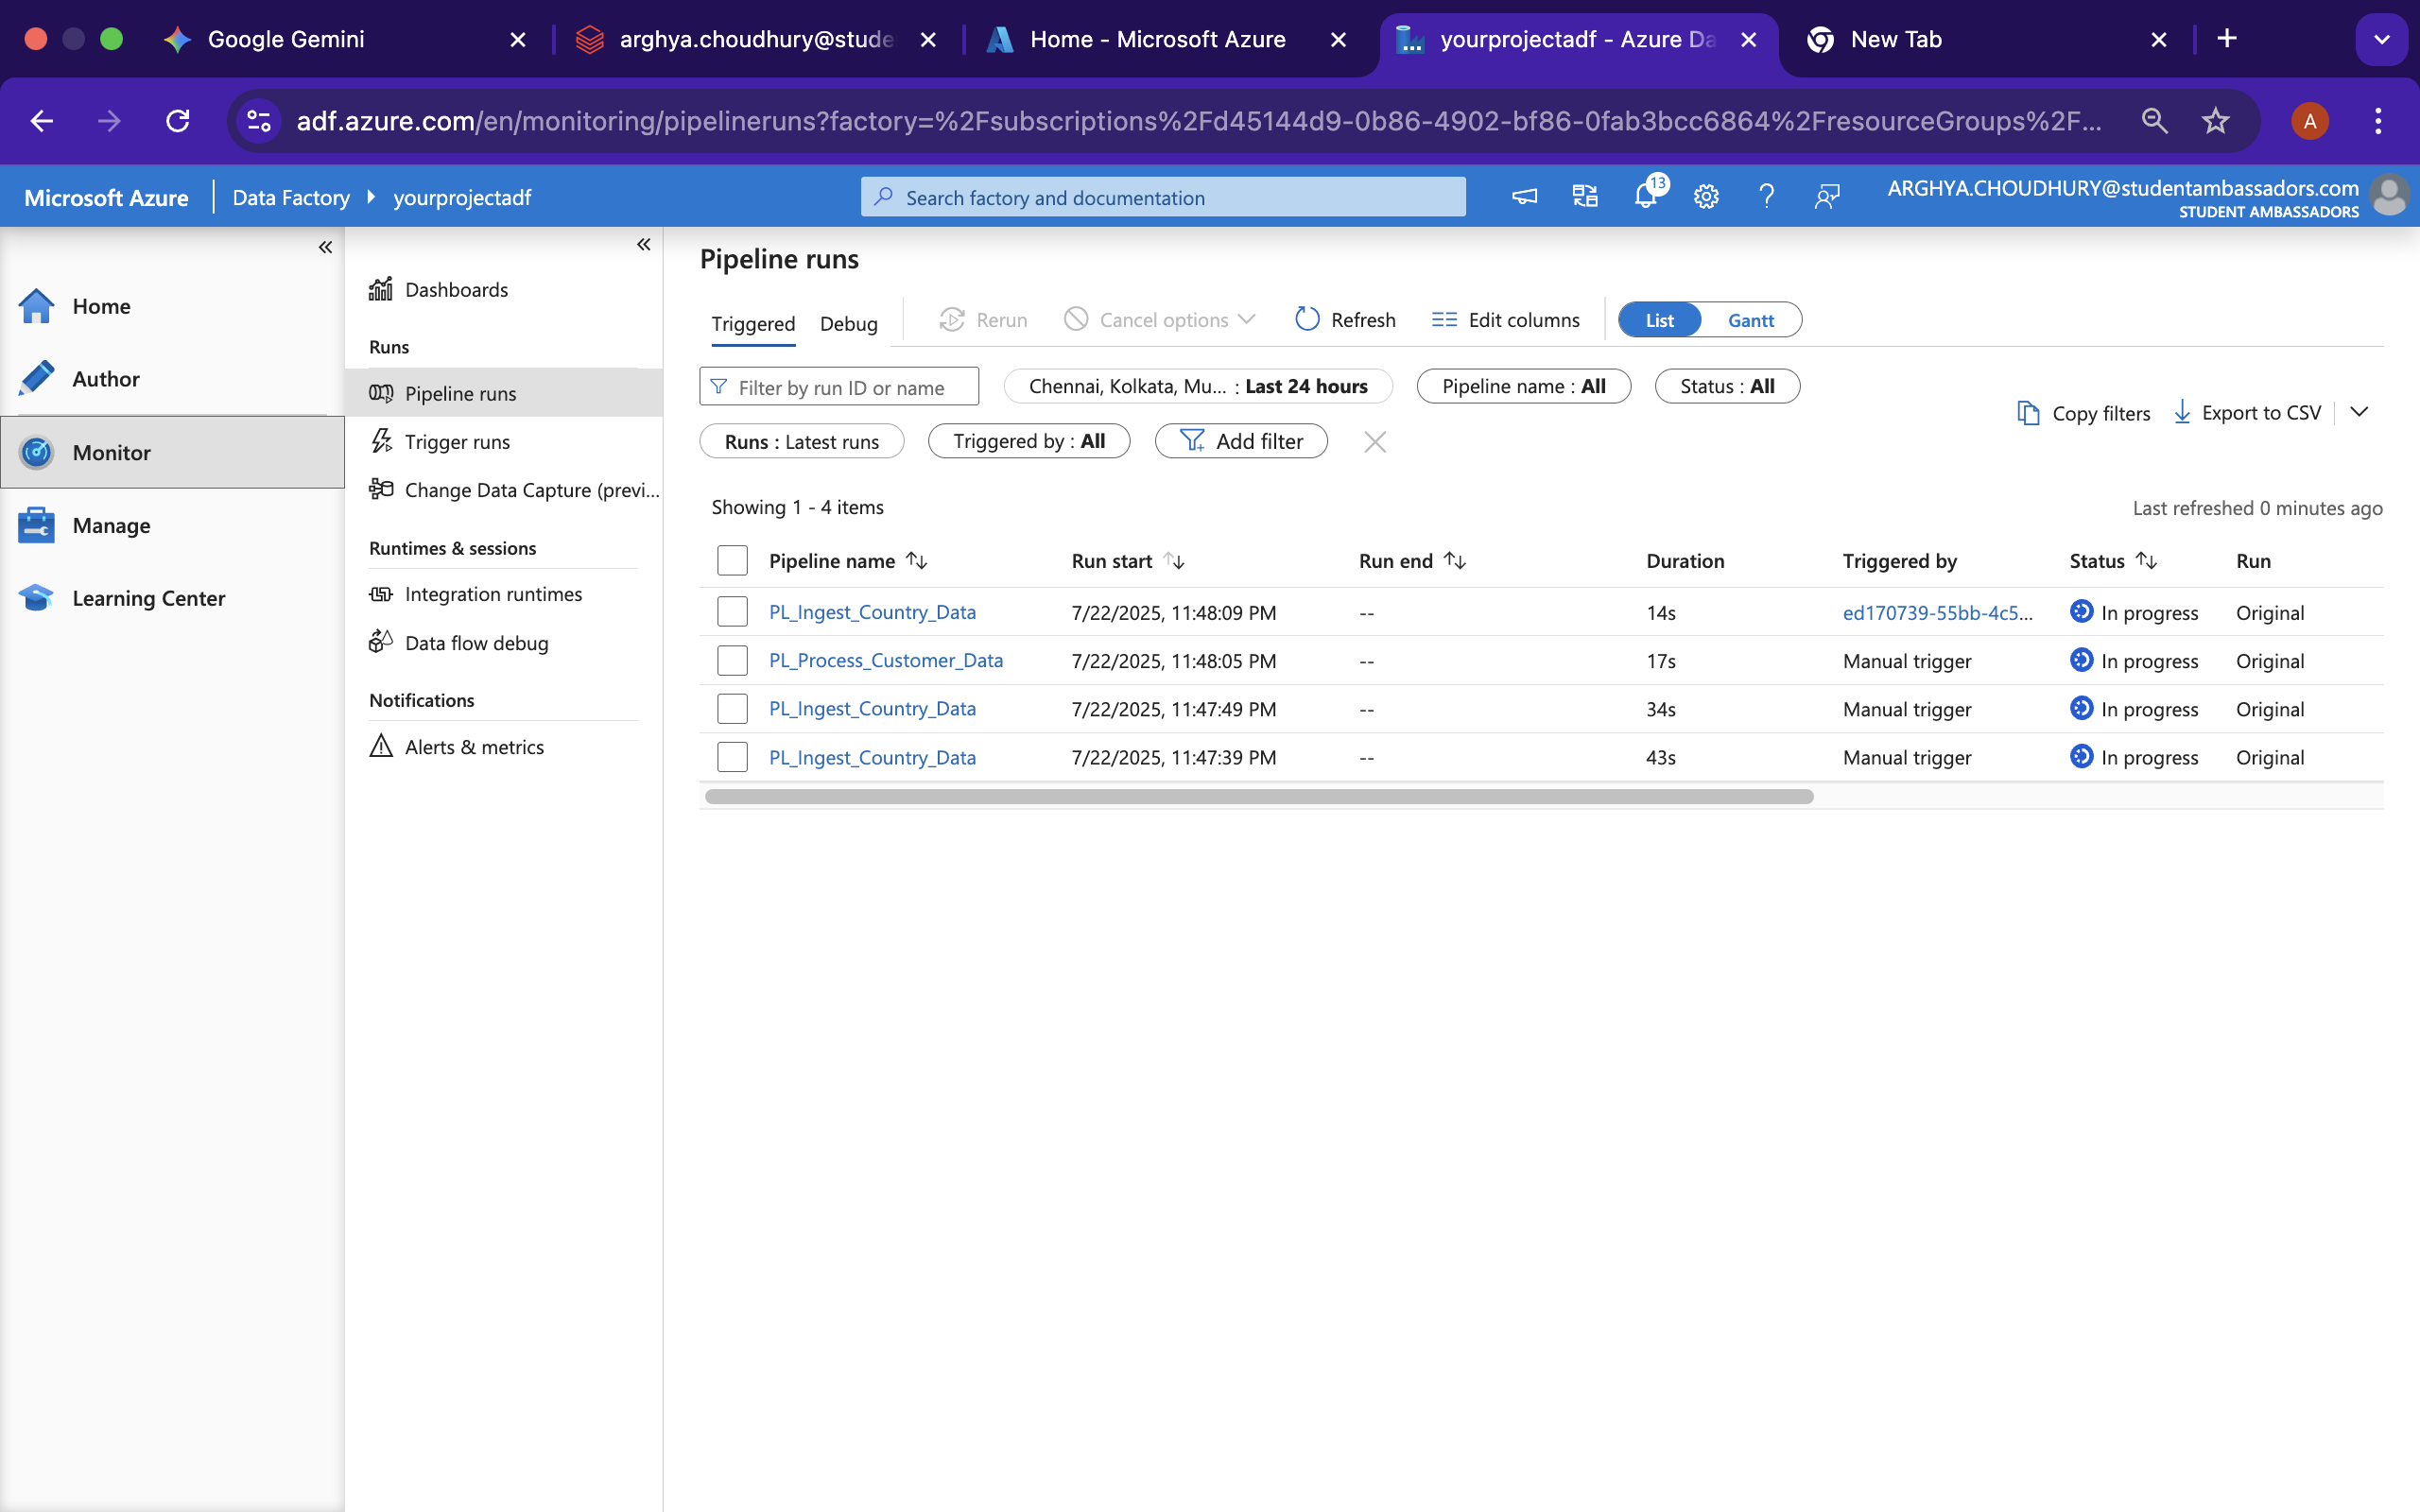 Google Gemini
arghya.choudhury@stude
Home - Microsoft Azure
yourprojectadf - Azure Da
New Tab
adf.azure.com/en/monitoring/pipelineruns?factory=%2Fsubscriptions%2Fd45144d9-0b86-4902-bf86-0fab3bcc6864%2FresourceGroups%2F...
A
Microsoft Azure
Data Factory
yourprojectadf
Search factory and documentation
13
ARGHYA.CHOUDHURY@studentambassadors.com
STUDENT AMBASSADORS
Home
Author
Monitor
Manage
Learning Center
Dashboards
Runs
Pipeline runs
Trigger runs
Change Data Capture (previ...
Runtimes & sessions
Integration runtimes
Data flow debug
Notifications
Alerts & metrics
Pipeline runs
Triggered Debug Rerun Cancel options Refresh Edit columns List Gantt
Filter by run ID or name Chennai, Kolkata, Mu... : Last 24 hours Pipeline name : All Status : All
Copy filters Export to CSV
Runs : Latest runs Triggered by : All Add filter
Showing 1 - 4 items Last refreshed 0 minutes ago
Pipeline name Run start Run end Duration Triggered by Status Run
PL_Ingest_Country_Data 7/22/2025, 11:48:09 PM -- 14s ed170739-55bb-4c5... In progress Original
PL_Process_Customer_Data 7/22/2025, 11:48:05 PM -- 17s Manual trigger In progress Original
PL_Ingest_Country_Data 7/22/2025, 11:47:49 PM -- 34s Manual trigger In progress Original
PL_Ingest_Country_Data 7/22/2025, 11:47:39 PM -- 43s Manual trigger In progress Original